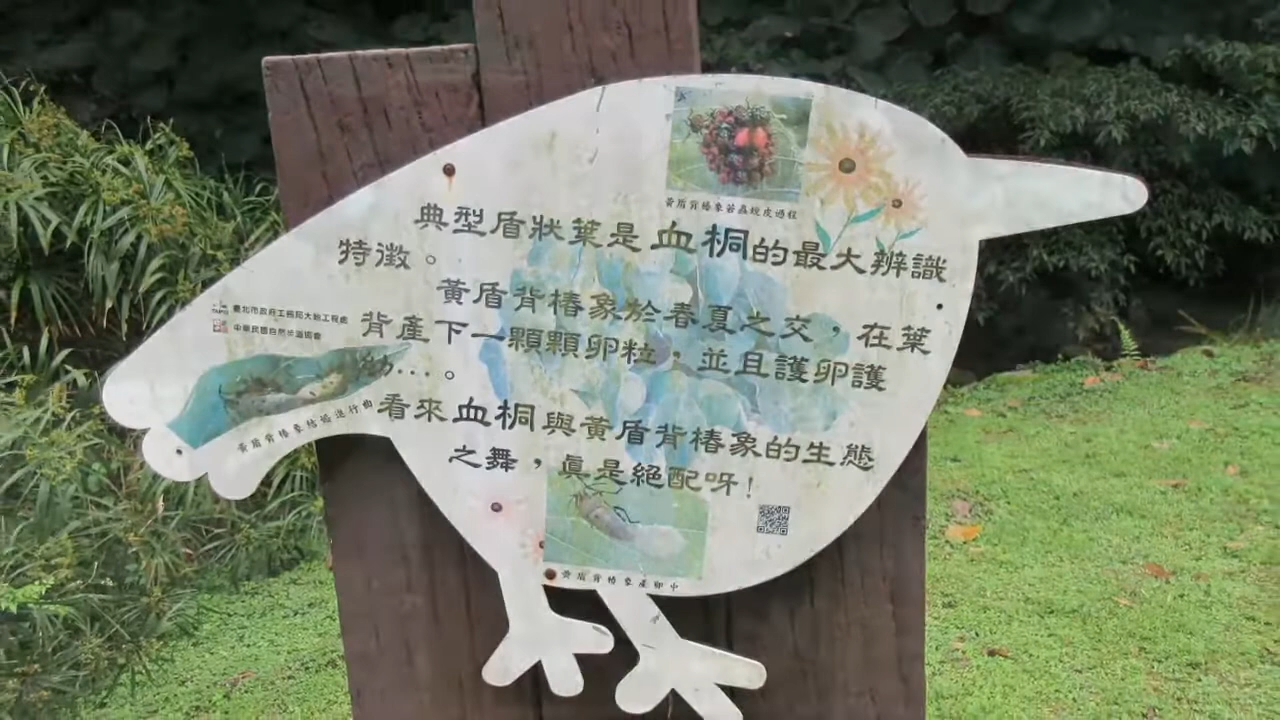 黃盾背椿象若蟲蛻皮過程
典型盾狀葉是血桐的最大辨識
特徵。
黃盾背椿象於春夏之交，在葉
背產下一顆顆卵粒，並且護卵護
幼...。
看來血桐與黃盾背椿象的生態
之舞，真是絕配呀！
臺北市政府工務局大地工程處
中華民國自然步道協會
黃盾背椿象結婚進行曲
黃盾背椿象產卵中